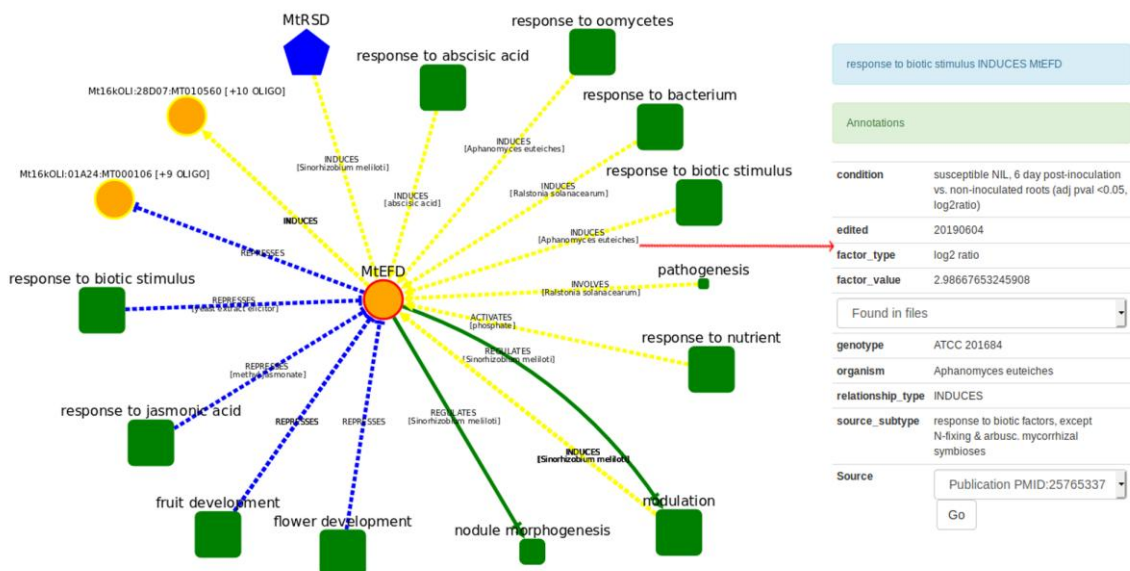 MtRSD
response to oomycetes
response to abscisic acid
Mt16kOLI:28D07:MT010560 [+10 OLIGO]
response to bacterium
INDUCES
[Aphanomyces euteiches]
INDUCES
[Sinorhizobium meliloti]
Mt16kOLI:01A24:MT000106 [+9 OLIGO]
response to biotic stimulus
INDUCES
[Ralstonia solanacearum]
INDUCES
[abscisic acid]
INDUCES
INDUCES
[Aphanomyces euteiches]
REPRESSES
MtEFD
pathogenesis
response to biotic stimulus
INVOLVES
[Ralstonia solanacearum]
REPRESSES
[yeast extract elicitor]
ACTIVATES
[phosphate]
response to nutrient
REGULATES
[Sinorhizobium meliloti]
REPRESSES
[methyl jasmonate]
response to jasmonic acid
REGULATES
[Sinorhizobium meliloti]
REPRESSES
REPRESSES
INDUCES
[Sinorhizobium meliloti]
fruit development
flower development
nodule morphogenesis
nodulation
response to biotic stimulus INDUCES MtEFD
Annotations
condition susceptible NIL, 6 day post-inoculation
vs. non-inoculated roots (adj pval <0.05,
log2ratio)
edited 20190604
factor_type log2 ratio
factor_value 2.98667653245908
Found in files
genotype ATCC 201684
organism Aphanomyces euteiches
relationship_type INDUCES
source_subtype response to biotic factors, except
N-fixing & arbusc. mycorrhizal
symbioses
Source Publication PMID:25765337
Go